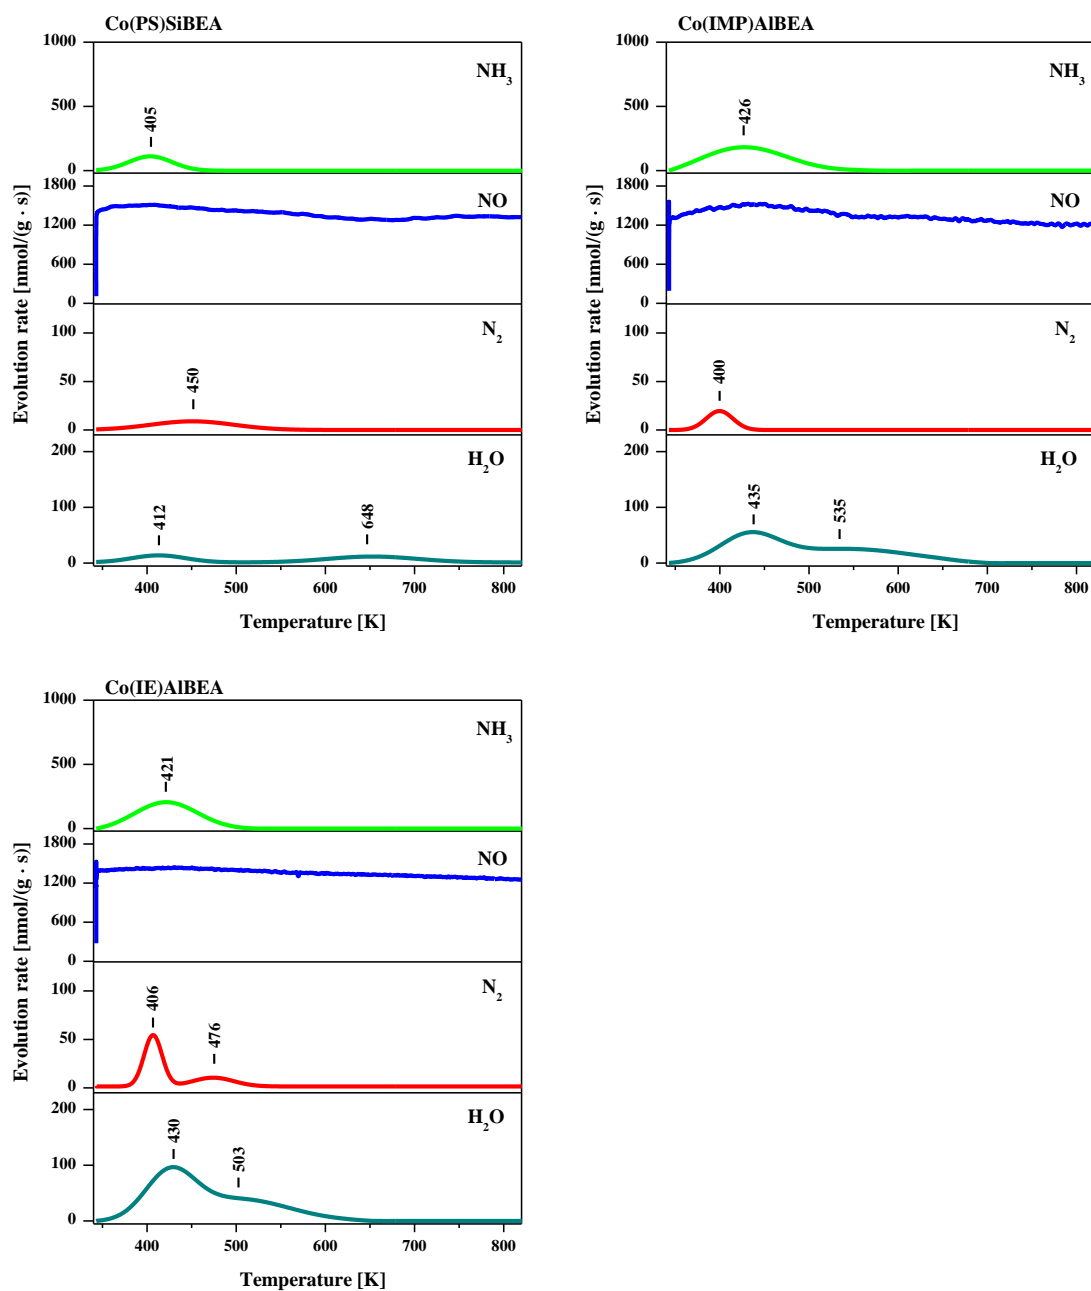 Co(PS)SiBEA
Evolution rate [nmol/(g · s)]
1000
500
0
NH3
405
1800
1200
600
0
NO
100
50
0
N2
450
200
100
0
H2O
412
648
400 500 600 700 800
Temperature [K]
Co(IMP)AlBEA
Evolution rate [nmol/(g · s)]
1000
500
0
NH3
426
1800
1200
600
0
NO
100
50
0
N2
400
200
100
0
H2O
435
535
400 500 600 700 800
Temperature [K]
Co(IE)AlBEA
Evolution rate [nmol/(g · s)]
1000
500
0
NH3
421
1800
1200
600
0
NO
100
50
0
N2
406
476
200
100
0
H2O
430
503
400 500 600 700 800
Temperature [K]